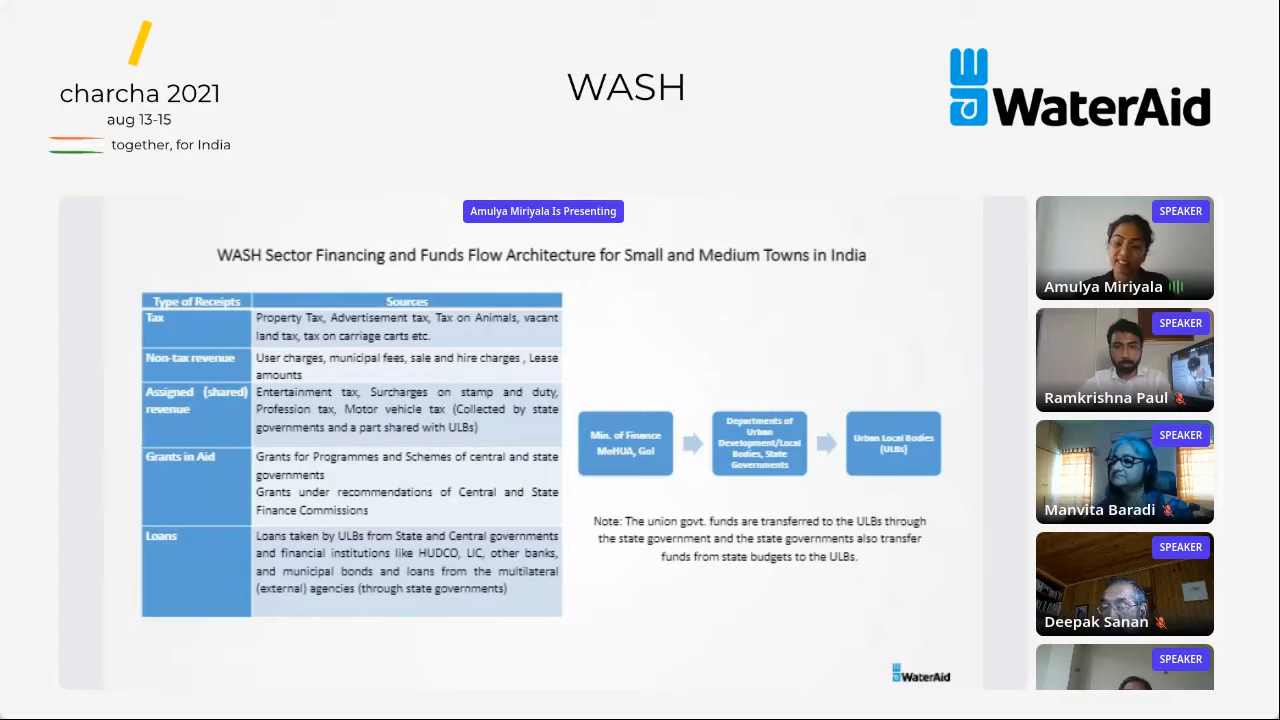 charcha 2021
aug 13-15
together, for India
WASH
WaterAid
Amulya Miriyala Is Presenting
WASH Sector Financing and Funds Flow Architecture for Small and Medium Towns in India
Type of Receipts Sources
Tax
Property Tax, Advertisement tax, Tax on Animals, vacant
land tax, tax on carriage carts etc.
Non-tax revenue
User charges, municipal fees, sale and hire charges , Lease
amounts
Assigned (shared)
revenue
Entertainment tax, Surcharges on stamp and duty,
Profession tax, Motor vehicle tax (Collected by state
governments and a part shared with ULBs)
Grants in Aid
Grants for Programmes and Schemes of central and state
governments
Grants under recommendations of Central and State
Finance Commissions
Loans
Loans taken by ULBs from State and Central governments
and financial institutions like HUDCO, LIC, other banks,
and municipal bonds and loans from the multilateral
(external) agencies (through state governments)
Min. of Finance
MoHUA, GoI
Departments of
Urban
Development/Local
Bodies, State
Governments
Urban Local Bodies
(ULBs)
Note: The union govt. funds are transferred to the ULBs through
the state government and the state governments also transfer
funds from state budgets to the ULBs.
WaterAid
SPEAKER
Amulya Miriyala
SPEAKER
Ramkrishna Paul
SPEAKER
Manvita Baradi
SPEAKER
Deepak Sanan
SPEAKER